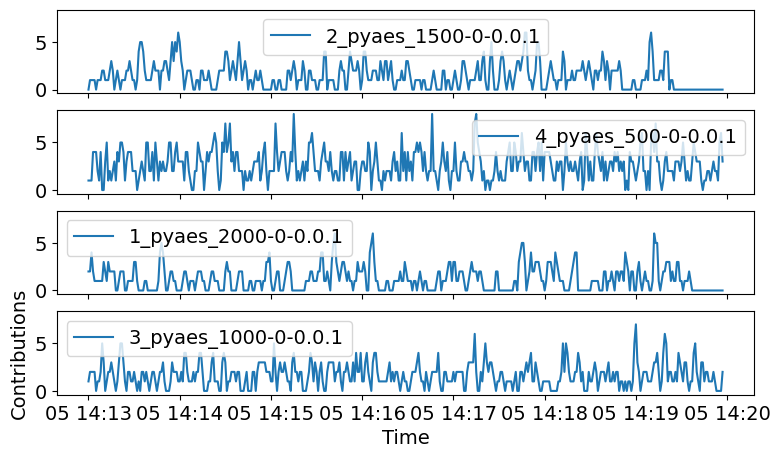 5
0
2_pyaes_1500-0-0.0.1
5
0
4_pyaes_500-0-0.0.1
5
0
1_pyaes_2000-0-0.0.1
5
0
3_pyaes_1000-0-0.0.1
Contributions
05 14:13 05 14:14 05 14:15 05 14:16 05 14:17 05 14:18 05 14:19 05 14:20
Time